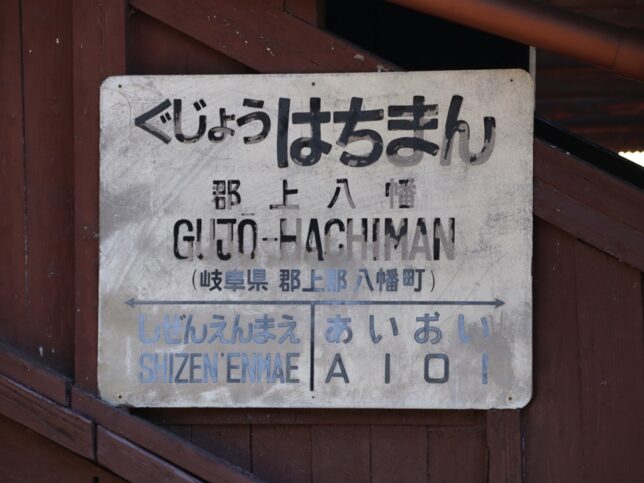 ぐじょうはちまん
郡上八幡
GUJŌ-HACHIMAN
(岐阜県 郡上郡 八幡町)
しぜんえんまえ あいおい
SHIZEN'ENMAE AIOI